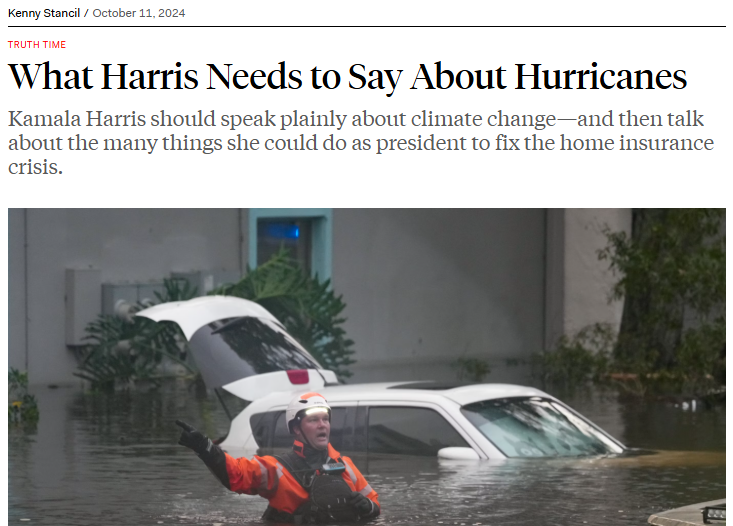 Kenny Stancil / October 11, 2024
TRUTH TIME
What Harris Needs to Say About Hurricanes
Kamala Harris should speak plainly about climate change—and then talk
about the many things she could do as president to fix the home insurance
crisis.